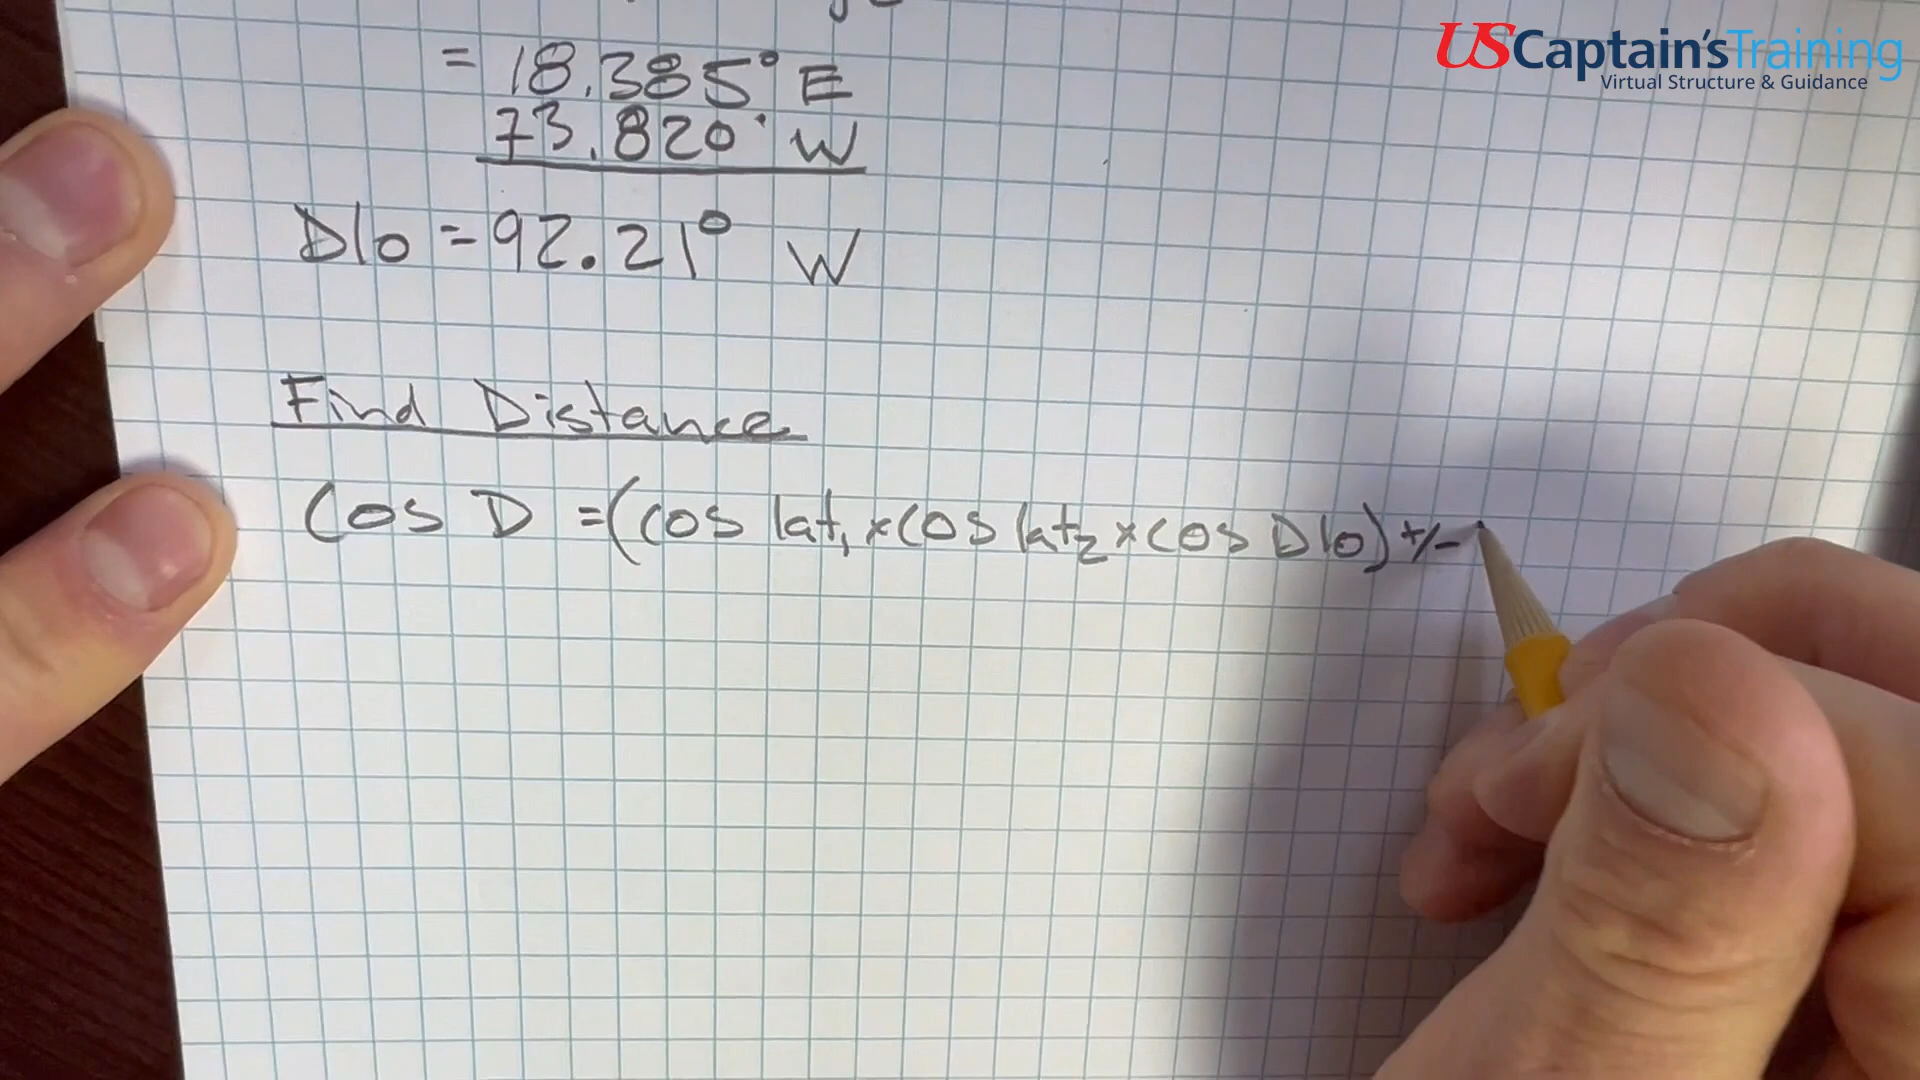 USCaptain'sTraining
Virtual Structure & Guidance
= 18.385° E
73.820° W
Dlo = 92.21° W
Find Distance
Cos D = (cos lat₁ × cos lat₂ × cos Dlo) +/-